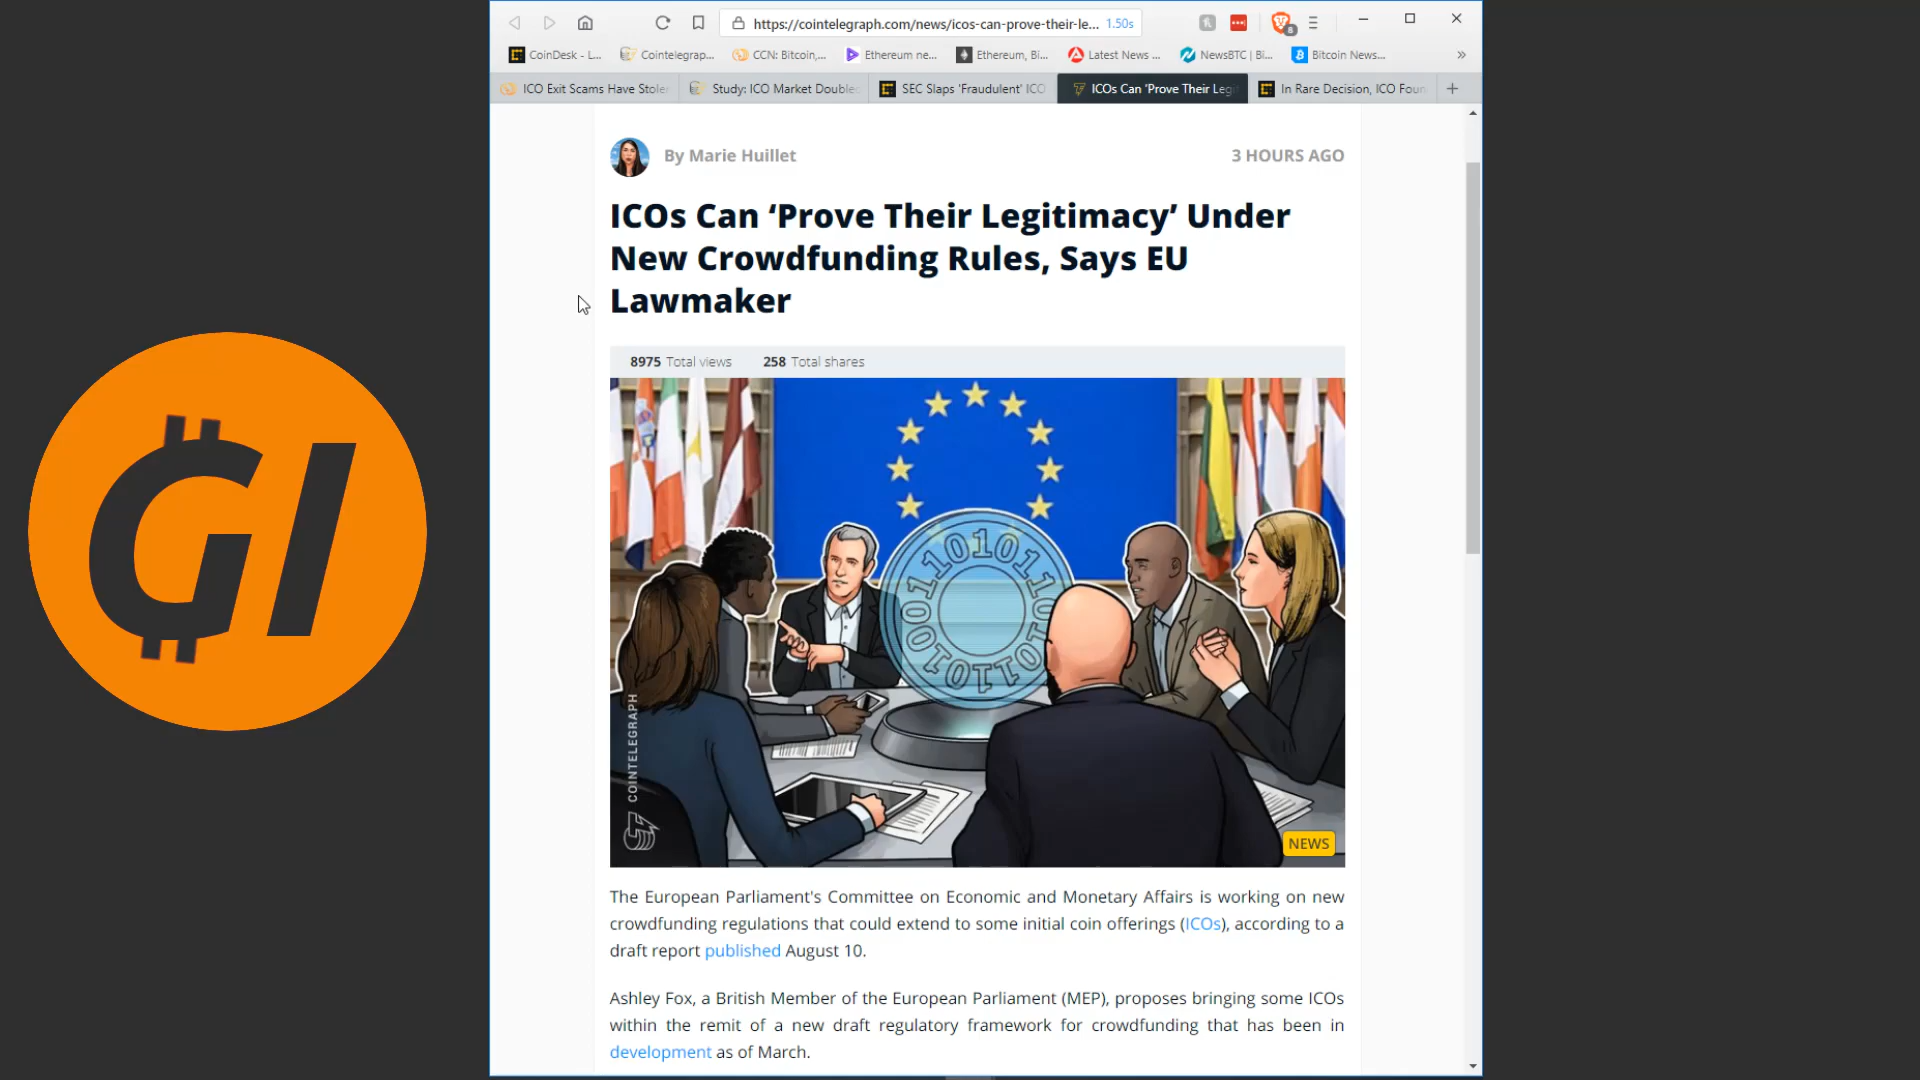 https://cointelegraph.com/news/icos-can-prove-their-le... 1.50s
8
CoinDesk - L... Cointelegrap... CCN: Bitcoin,... Ethereum ne... Ethereum, Bi... Latest News ... NewsBTC | Bi... Bitcoin News... »
ICO Exit Scams Have Stole Study: ICO Market Double SEC Slaps 'Fraudulent' ICO ICOs Can 'Prove Their Legi In Rare Decision, ICO Foun +
By Marie Huillet 3 HOURS AGO
ICOs Can ‘Prove Their Legitimacy’ Under
New Crowdfunding Rules, Says EU
Lawmaker
8975 Total views 258 Total shares
GI
COINTELEGRAPH
NEWS
The European Parliament's Committee on Economic and Monetary Affairs is working on new
crowdfunding regulations that could extend to some initial coin offerings (ICOs), according to a
draft report published August 10.
Ashley Fox, a British Member of the European Parliament (MEP), proposes bringing some ICOs
within the remit of a new draft regulatory framework for crowdfunding that has been in
development as of March.